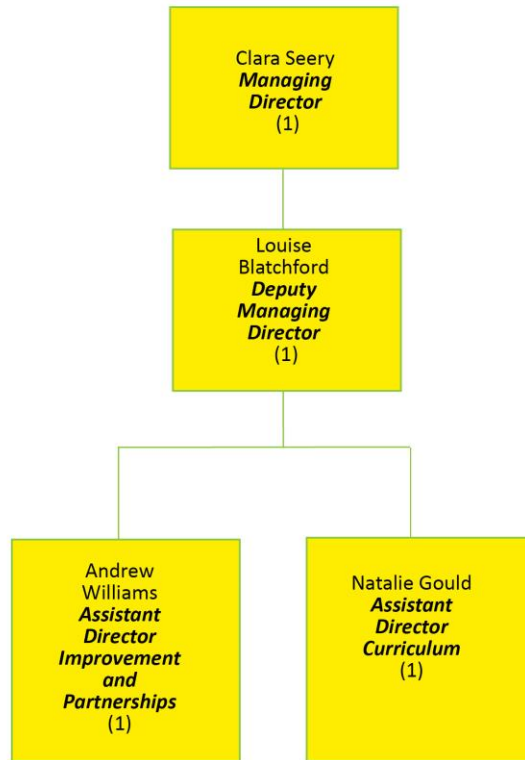 Clara Seery
Managing
Director
(1)
Louise
Blatchford
Deputy
Managing
Director
(1)
Andrew
Williams
Assistant
Director
Improvement
and
Partnerships
(1)
Natalie Gould
Assistant
Director
Curriculum
(1)